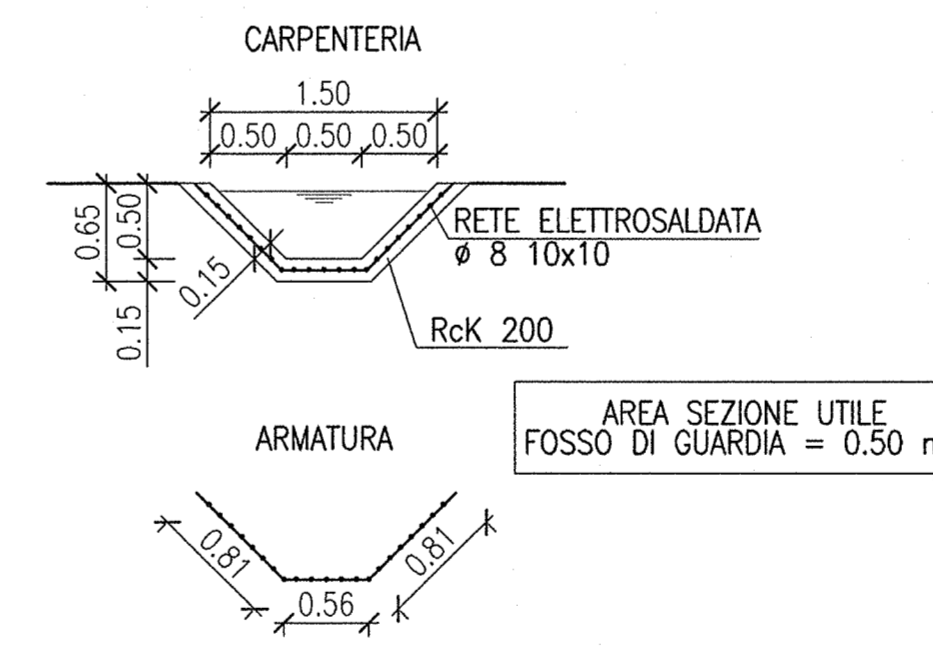 CARPENTERIA
1.50
0.50 0.50 0.50
0.65
0.50
0.15
0.15
RETE ELETTROSALDATA
ø 8 10x10
RcK 200
AREA SEZIONE UTILE
FOSSO DI GUARDIA = 0.50
ARMATURA
0.81
0.56
0.81